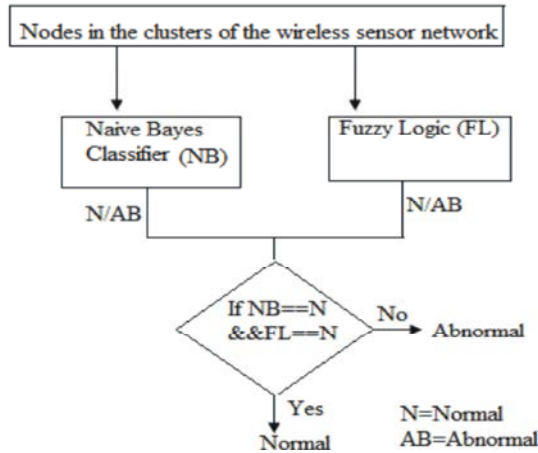 Nodes in the clusters of the wireless sensor network
Naive Bayes
Classifier (NB)
Fuzzy Logic (FL)
N/AB
N/AB
If NB==N
&&FL==N
No
Abnormal
Yes
Normal
N=Normal
AB=Abnormal